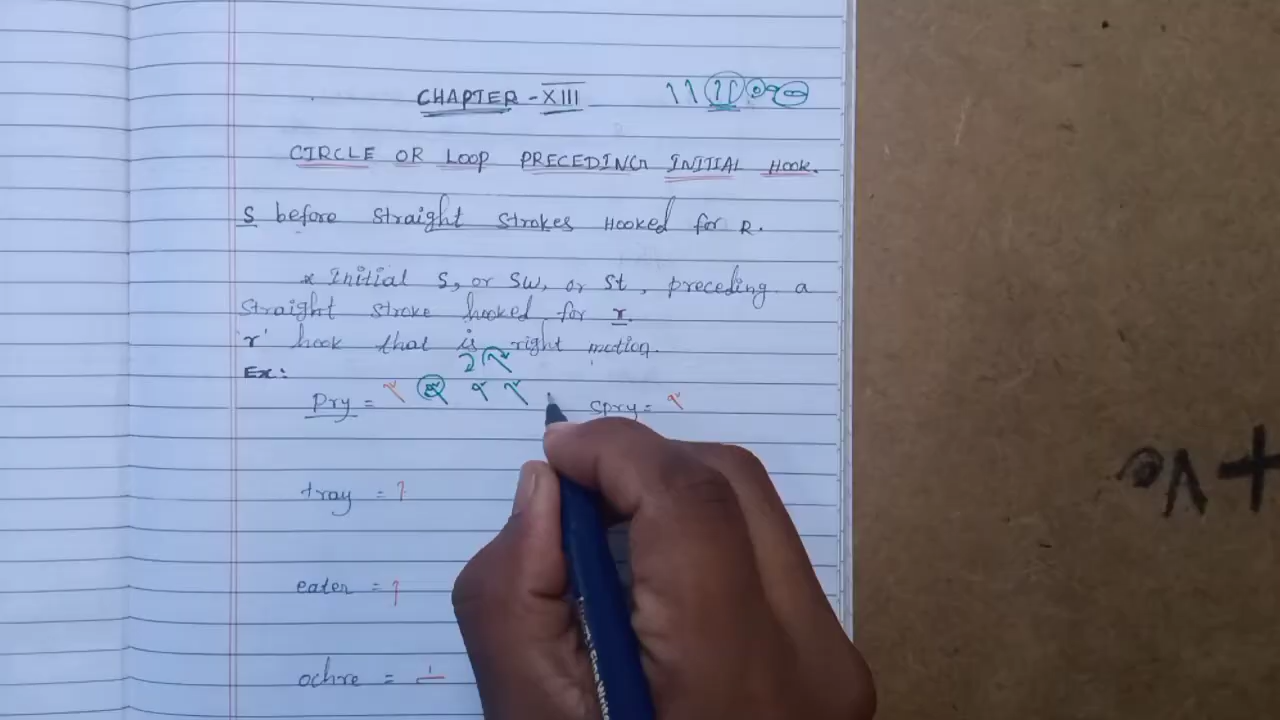 CHAPTER - XIII
CIRCLE OR LOOP PRECEDING INITIAL HOOK.
S before straight strokes Hooked for R.
* Initial S, or SW, or St, preceding a
straight stroke hooked for r.
'r' hook that is right motion.
Ex:
Pry = spry =
tray =
eater =
ochre =